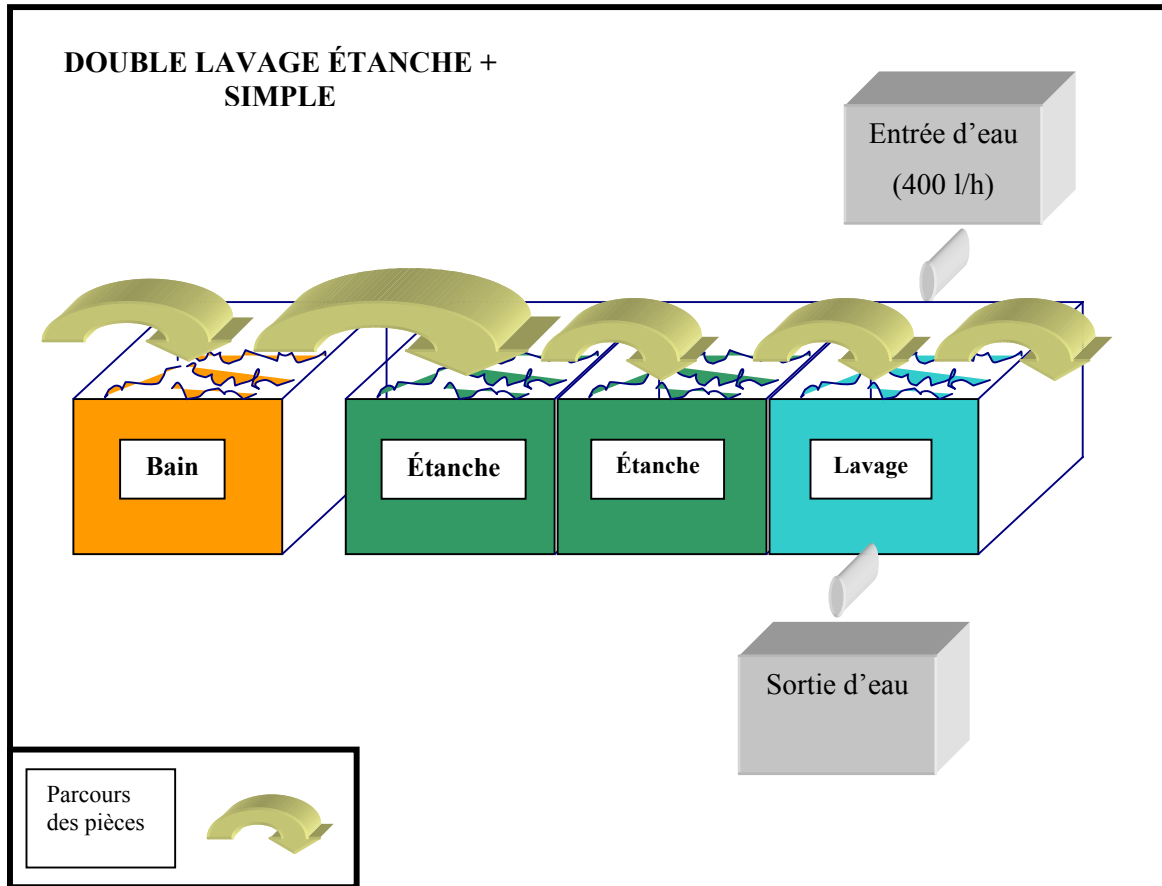 DOUBLE LAVAGE ÉTANCHE +
SIMPLE
Entrée d’eau
(400 l/h)
Bain
Étanche
Étanche
Lavage
Sortie d’eau
Parcours
des pièces